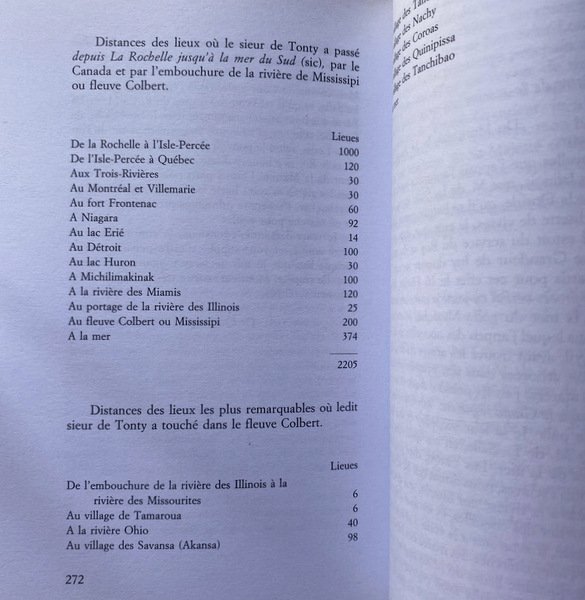 Distances des lieux où le sieur de Tonty a passé
depuis La Rochelle jusqu'à la mer du Sud (sic), par le
Canada et par l'embouchure de la rivière de Mississipi
ou fleuve Colbert.
Lieues
De la Rochelle à l'Isle-Percée 1000
De l'Isle-Percée à Québec 120
Aux Trois-Rivières 30
Au Montréal et Villemarie 30
Au fort Frontenac 60
A Niagara 92
Au lac Erié 14
Au Détroit 100
Au lac Huron 30
A Michilimakinak 100
A la rivière des Miamis 120
Au portage de la rivière des Illinois 25
Au fleuve Colbert ou Mississipi 200
A la mer 374
2205
Distances des lieux les plus remarquables où ledit
sieur de Tonty a touché dans le fleuve Colbert.
Lieues
De l'embouchure de la rivière des Illinois à la
rivière des Missourites 6
Au village de Tamaroua 6
A la rivière Ohio 40
Au village des Savansa (Akansa) 98
272
des
des Nachy
des Coroas
des Quinipissa
des Tanchibao